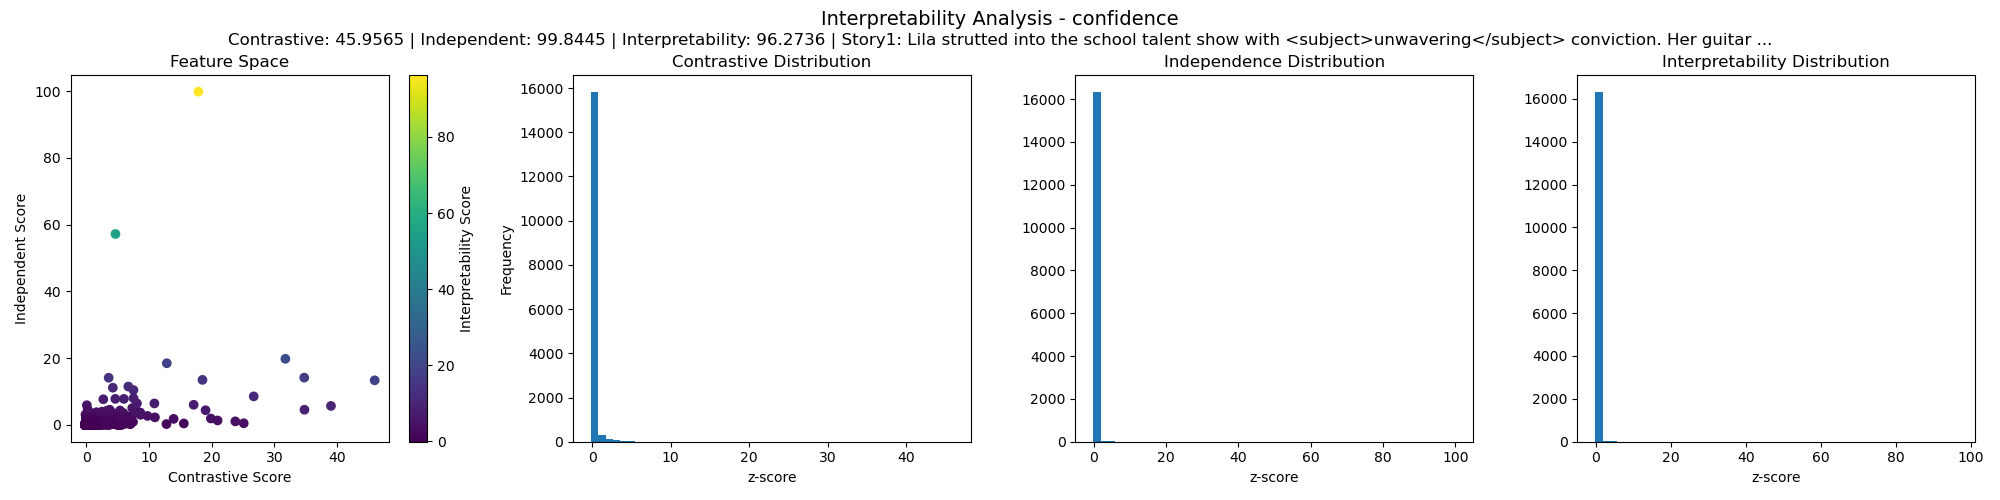 Interpretability Analysis - confidence
Contrastive: 45.9565 | Independent: 99.8445 | Interpretability: 96.2736 | Story1: Lila strutted into the school talent show with <subject>unwavering</subject> conviction. Her guitar ...
Feature Space
Independent Score
100
80
60
40
20
0
0 10 20 30 40
Contrastive Score
80
60
40
20
0
Interpretability Score
Contrastive Distribution
Frequency
16000
14000
12000
10000
8000
6000
4000
2000
0
0 10 20 30 40
z-score
Independence Distribution
16000
14000
12000
10000
8000
6000
4000
2000
0
0 20 40 60 80 100
z-score
Interpretability Distribution
16000
14000
12000
10000
8000
6000
4000
2000
0
0 20 40 60 80 100
z-score